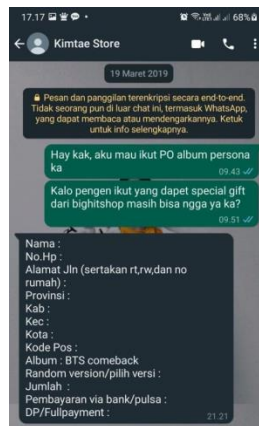 17.17
68%
Kimtae Store
19 Maret 2019
Pesan dan panggilan terenkripsi secara end-to-end.
Tidak seorang pun di luar chat ini, termasuk WhatsApp,
yang dapat membaca atau mendengarkannya. Ketuk
untuk info selengkapnya.
Hay kak, aku mau ikut PO album persona
ka
09.43
Kalo pengen ikut yang dapet special gift
dari bighitshop masih bisa ngga ya ka?
09.51
Nama :
No.Hp :
Alamat Jln (sertakan rt,rw,dan no
rumah) :
Provinsi :
Kab :
Kec :
Kota :
Kode Pos :
Album : BTS comeback
Random version/pilih versi :
Jumlah :
Pembayaran via bank/pulsa :
DP/Fullpayment :
21.21